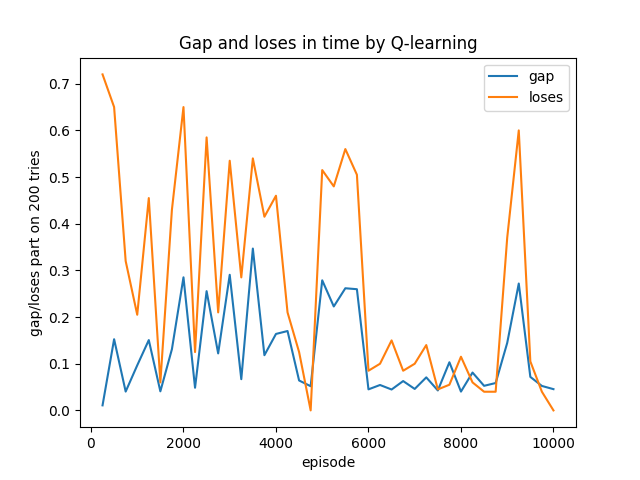 Gap and loses in time by Q-learning
gap
loses
gap/loses part on 200 tries
0.7
0.6
0.5
0.4
0.3
0.2
0.1
0.0
0 2000 4000 6000 8000 10000
episode